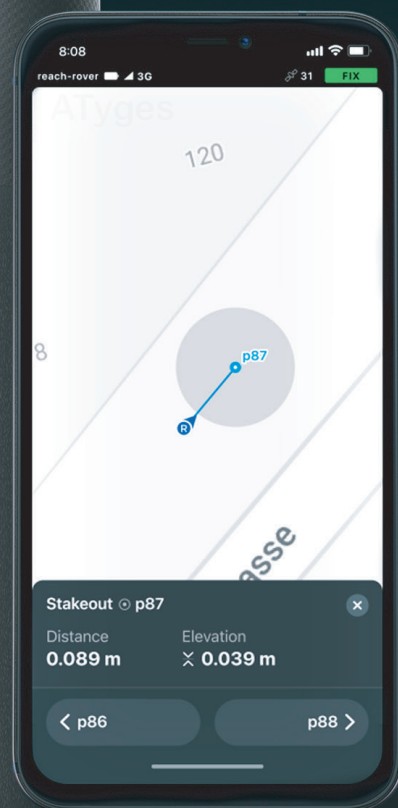 8:08
reach-rover 3G 31 FIX
ATyges
120
8
p87
R
asse
Stakeout p87
Distance Elevation
0.089 m 0.039 m
p86 p88